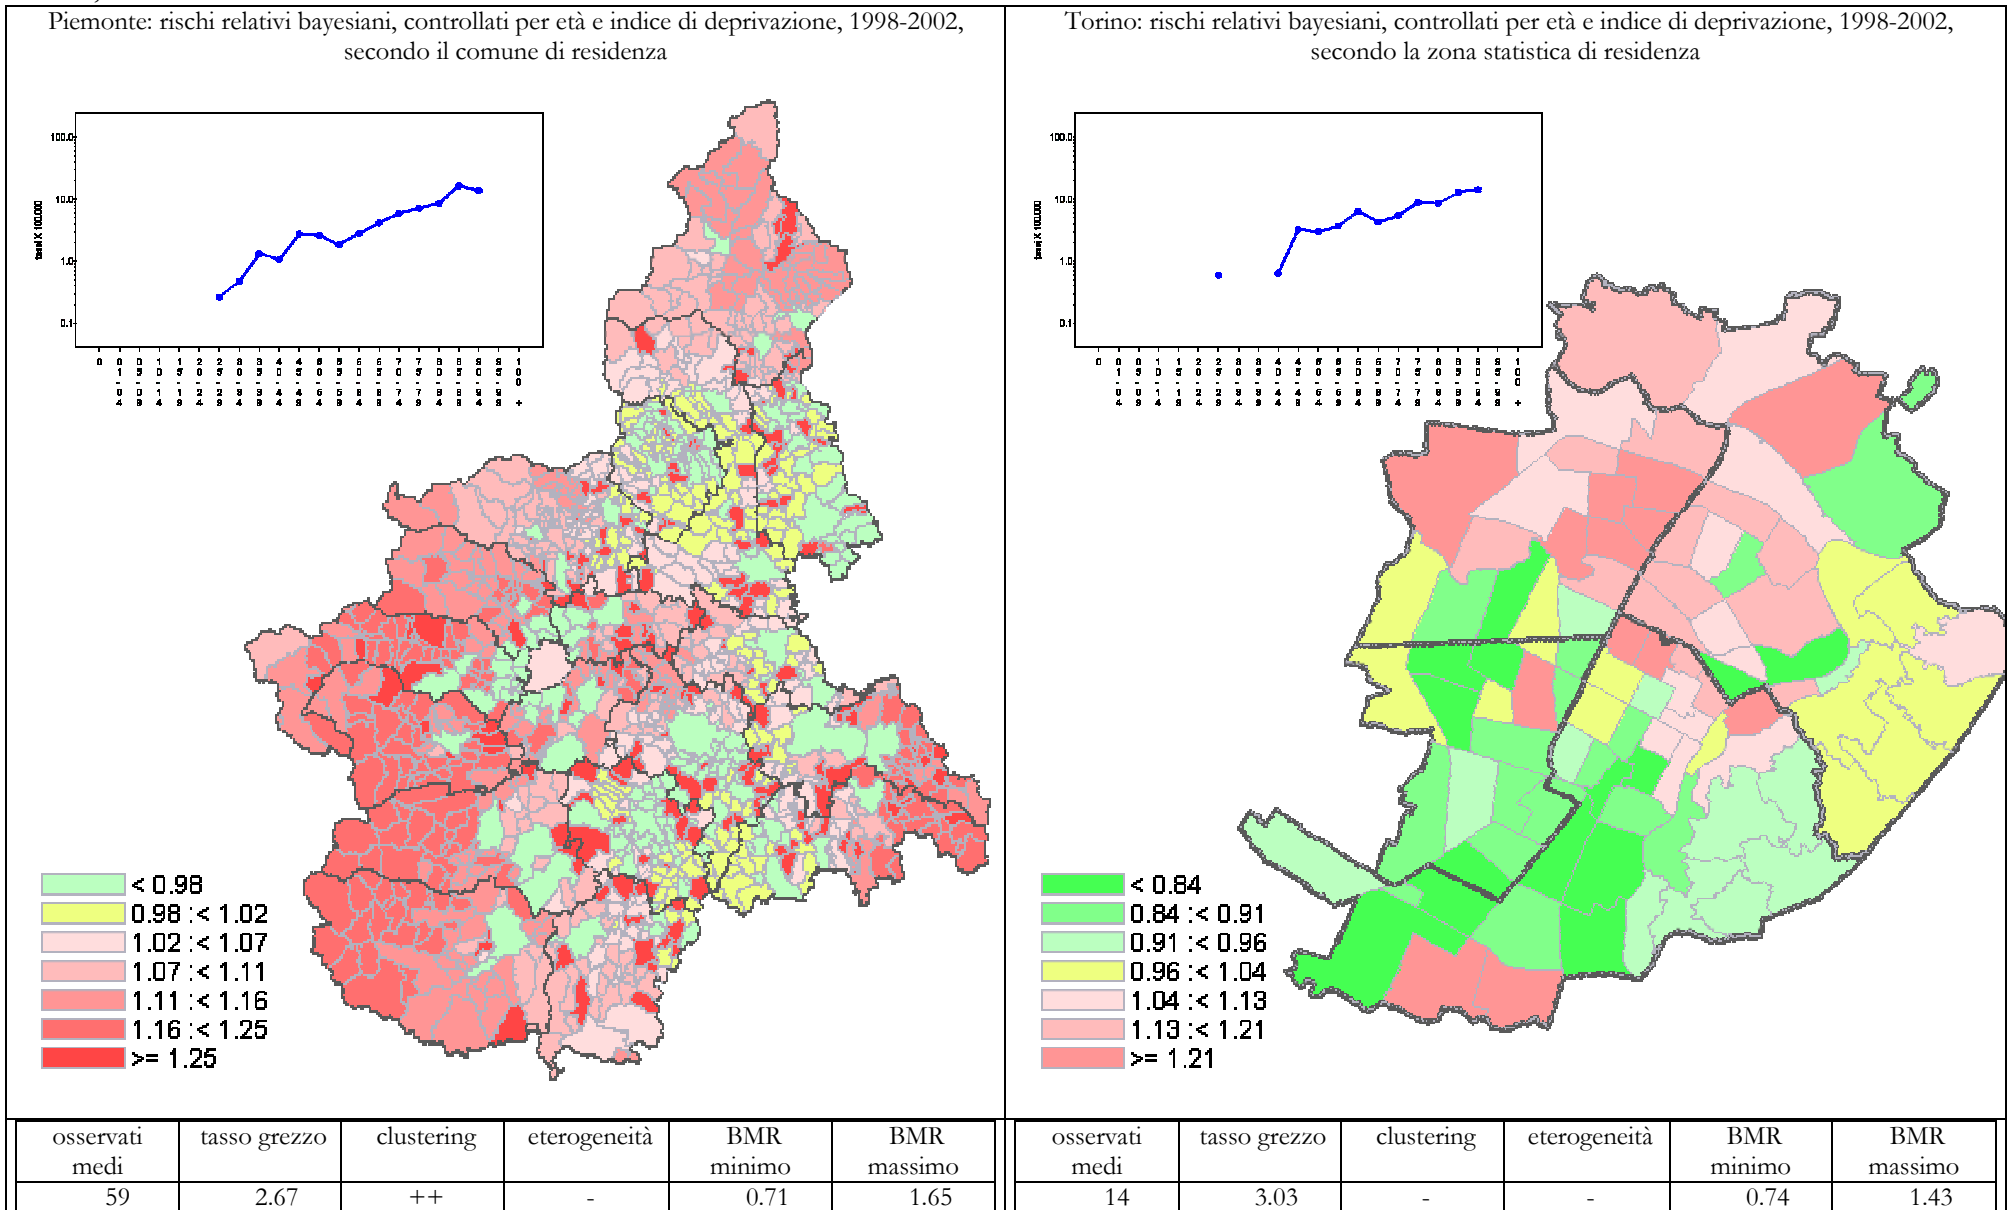 Piemonte: rischi relativi bayesiani, controllati per età e indice di deprivazione, 1998-2002,
secondo il comune di residenza
100.0
10.0
1.0
0.1
tassi X 100.000
< 0.98
0.98 :< 1.02
1.02 :< 1.07
1.07 :< 1.11
1.11 :< 1.16
1.16 :< 1.25
>= 1.25
osservati medi tasso grezzo clustering eterogeneità BMR minimo BMR massimo
59 2.67 ++ - 0.71 1.65
Torino: rischi relativi bayesiani, controllati per età e indice di deprivazione, 1998-2002,
secondo la zona statistica di residenza
100.0
10.0
1.0
0.1
tassi X 100.000
< 0.84
0.84 :< 0.91
0.91 :< 0.96
0.96 :< 1.04
1.04 :< 1.13
1.13 :< 1.21
>= 1.21
osservati medi tasso grezzo clustering eterogeneità BMR minimo BMR massimo
14 3.03 - - 0.74 1.43